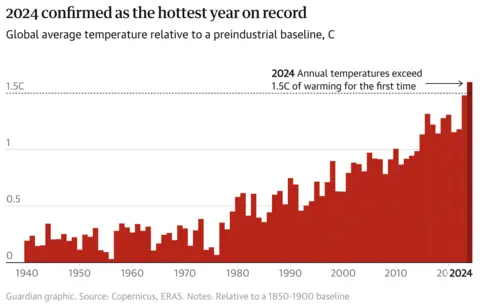 2024 confirmed as the hottest year on record
Global average temperature relative to a preindustrial baseline, C
2024 Annual temperatures exceed
1.5C of warming for the first time
1.5C
1
0.5
0
1940 1950 1960 1970 1980 1990 2000 2010 20 2024
Guardian graphic. Source: Copernicus, ERA5. Notes: Relative to a 1850-1900 baseline